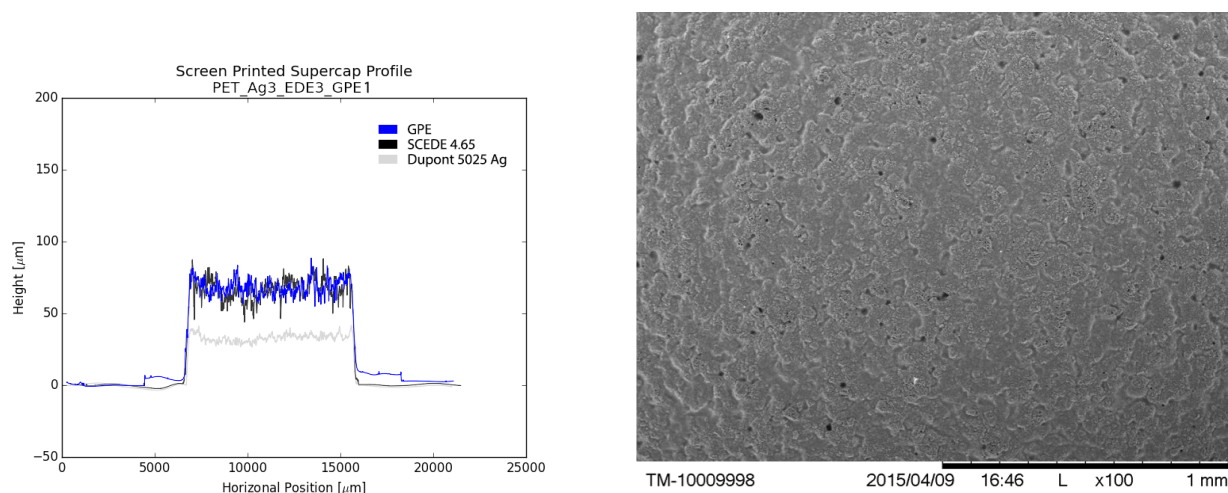 Screen Printed Supercap Profile
PET_Ag3_EDE3_GPE1
200
150
100
50
0
−50
Height [μm]
GPE
SCEDE 4.65
Dupont 5025 Ag
0 5000 10000 15000 20000 25000
Horizonal Position [μm]
TM-10009998 2015/04/09 16:46 L x100 1 mm